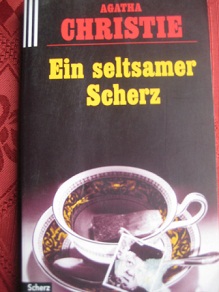 AGATHA
CHRISTIE
Ein seltsamer
Scherz
Scherz